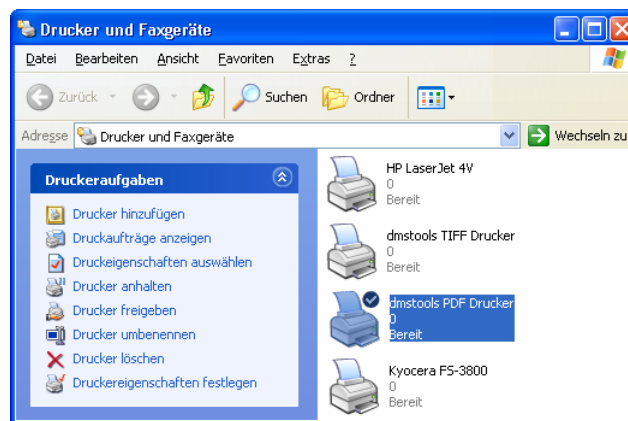 Drucker und Faxgeräte
Datei Bearbeiten Ansicht Favoriten Extras ?
Zurück Suchen Ordner
Adresse Drucker und Faxgeräte Wechseln zu
Druckeraufgaben
Drucker hinzufügen
Druckaufträge anzeigen
Druckeigenschaften auswählen
Drucker anhalten
Drucker freigeben
Drucker umbenennen
Drucker löschen
Druckereigenschaften festlegen
HP LaserJet 4V
0
Bereit
dmstools TIFF Drucker
0
Bereit
dmstools PDF Drucker
0
Bereit
Kyocera FS-3800
0
Bereit